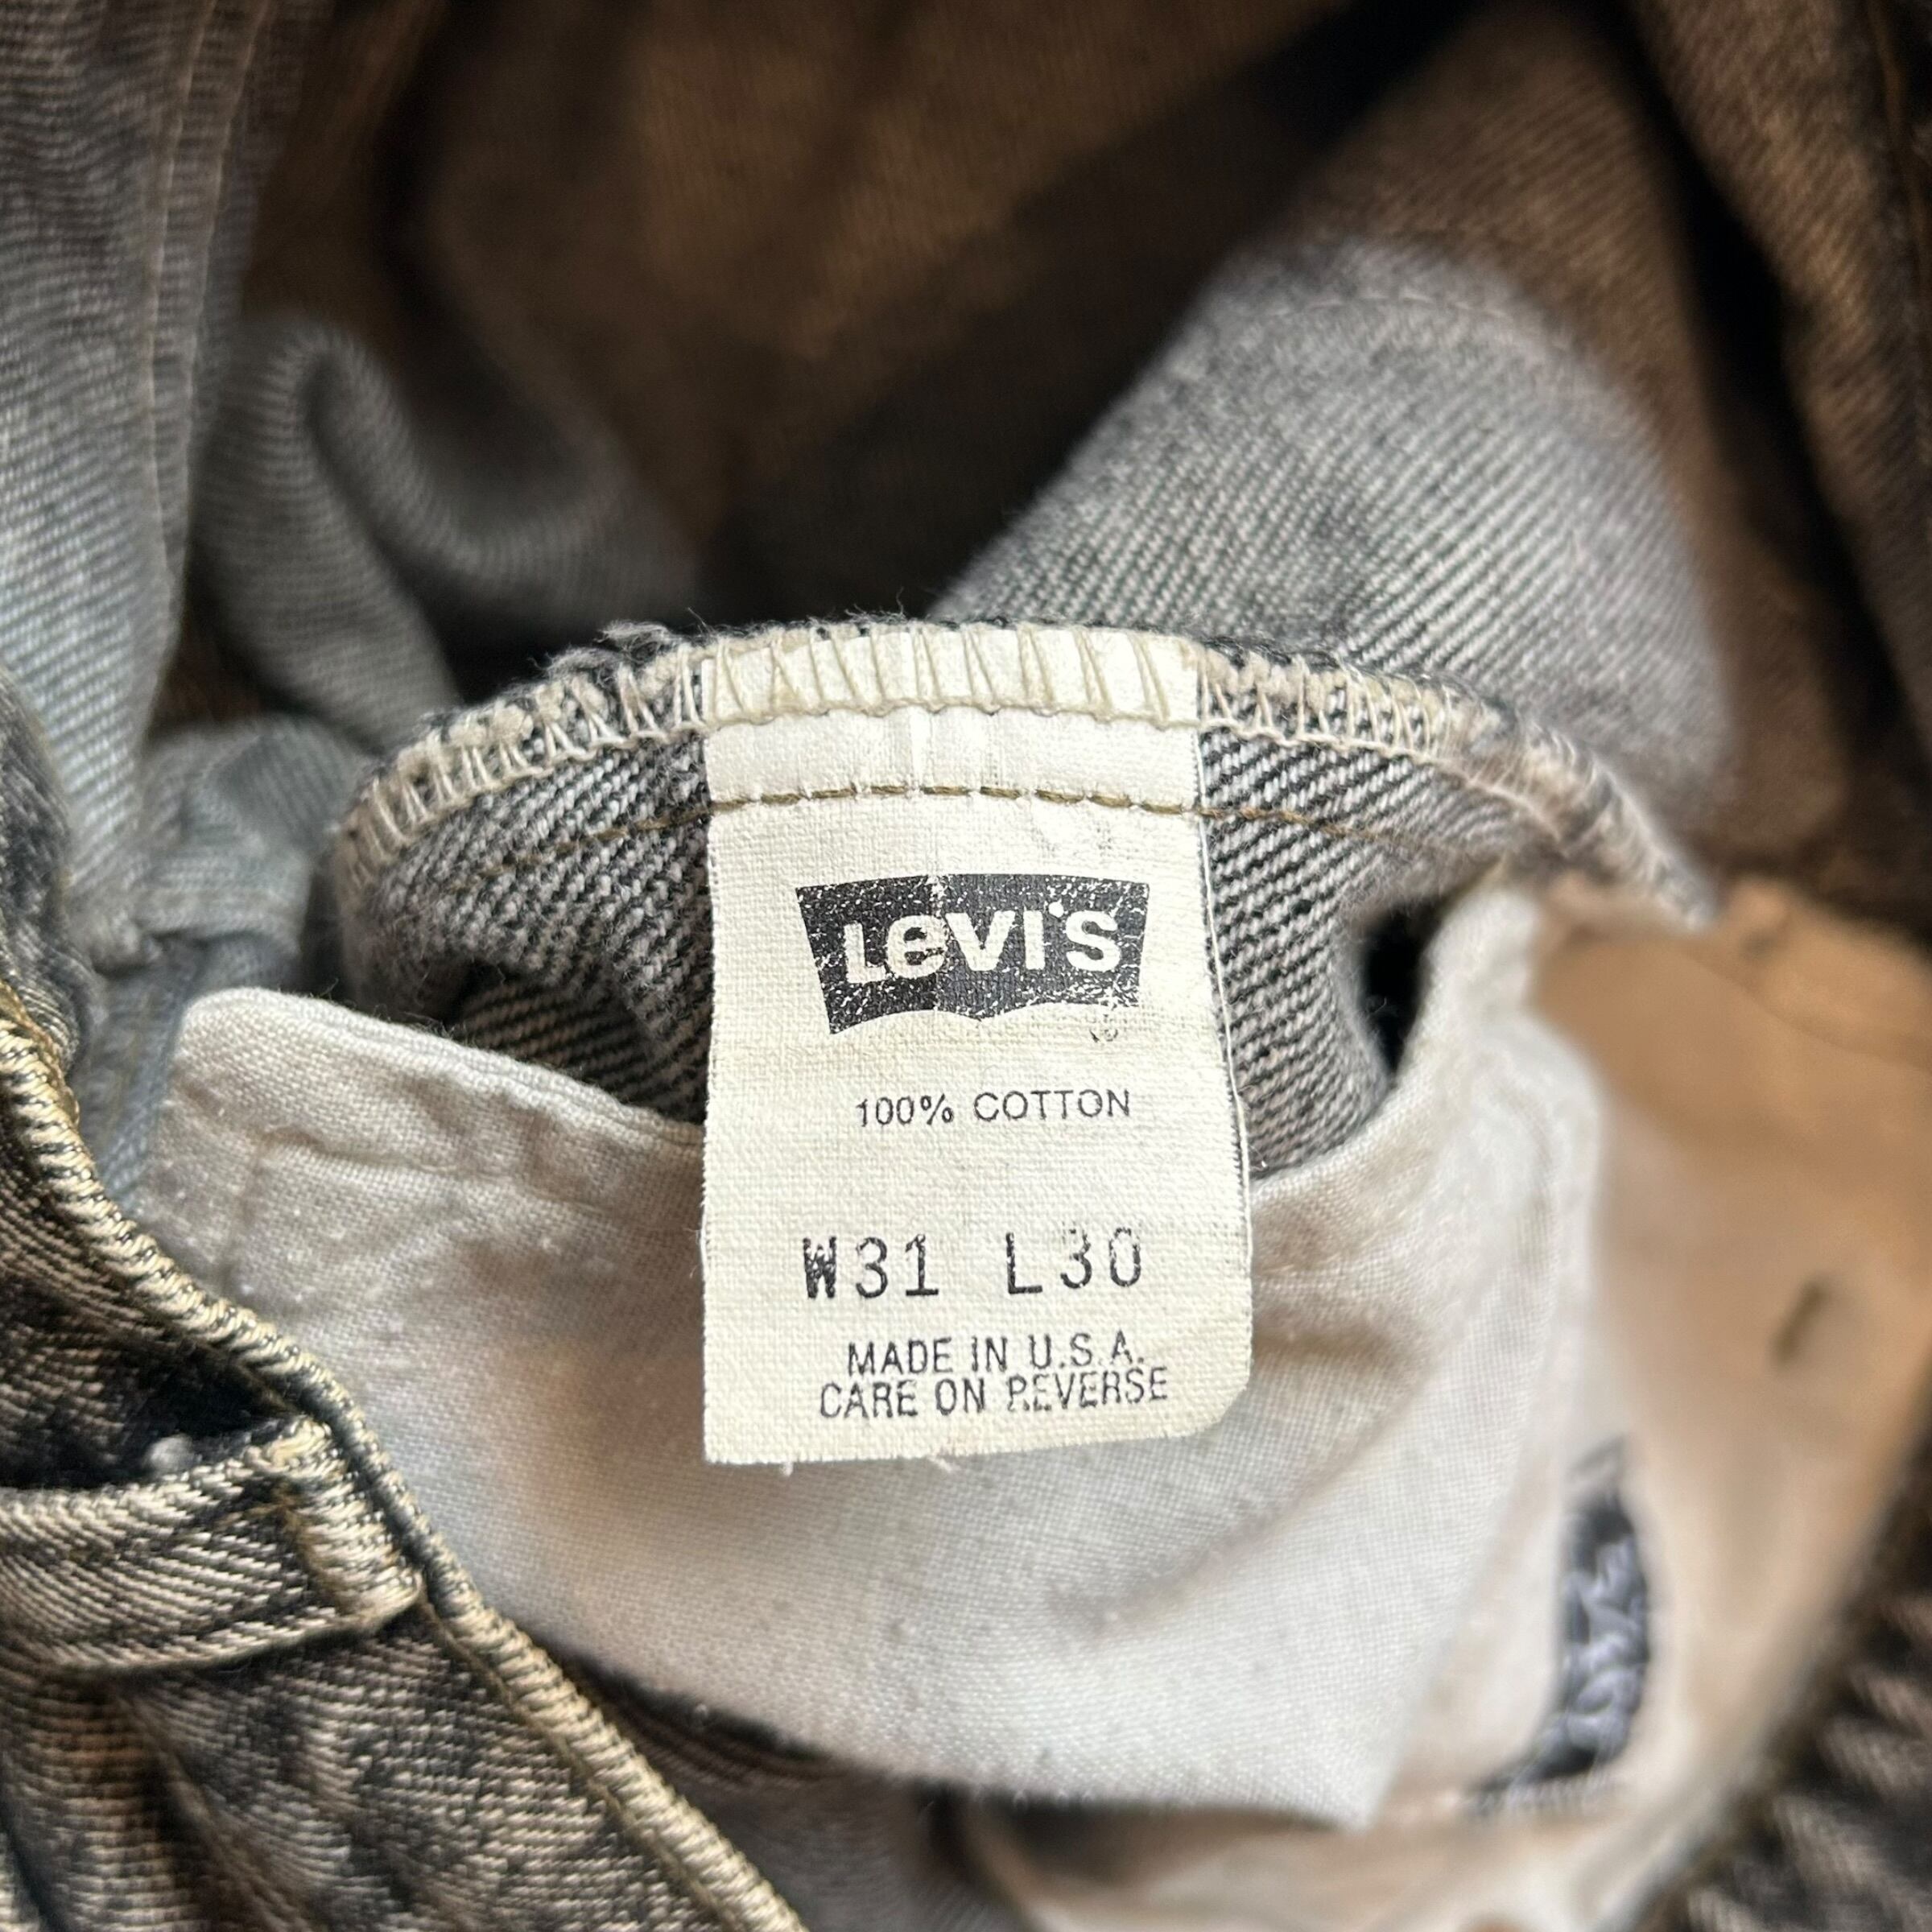 LEVI'S
100% COTTON
W31 L30
MADE IN U.S.A.
CARE ON REVERSE